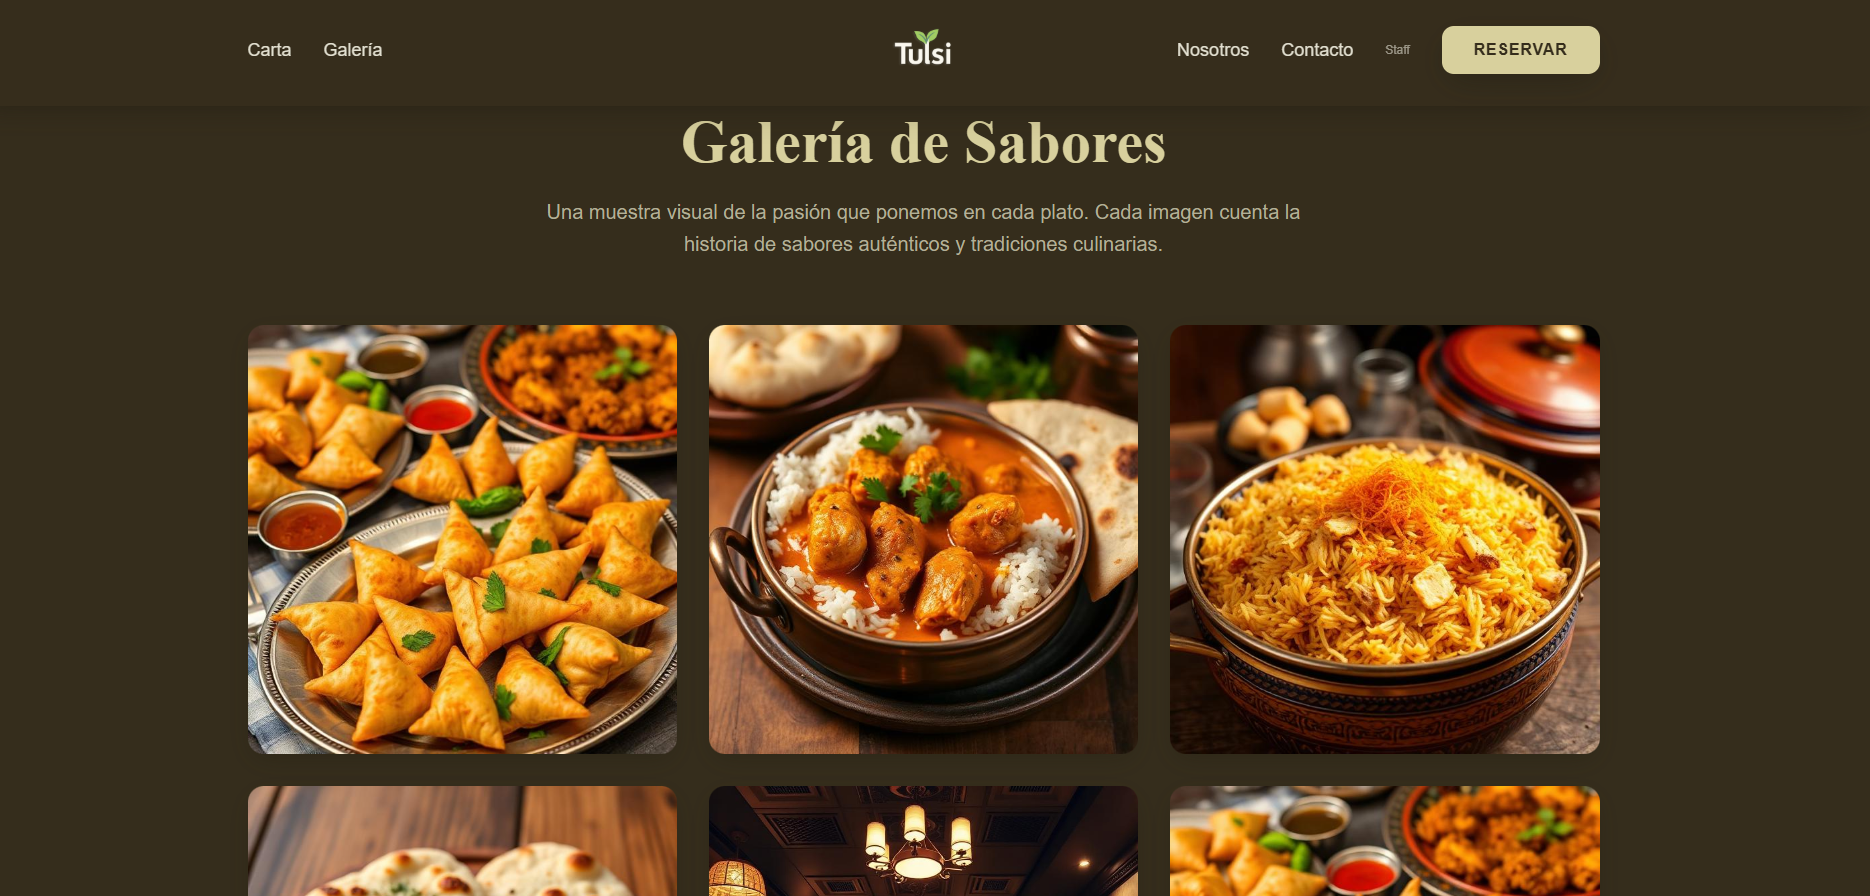 Carta
Galería
Tulsi
Nosotros
Contacto
Staff
RESERVAR
Galería de Sabores
Una muestra visual de la pasión que ponemos en cada plato. Cada imagen cuenta la
historia de sabores auténticos y tradiciones culinarias.